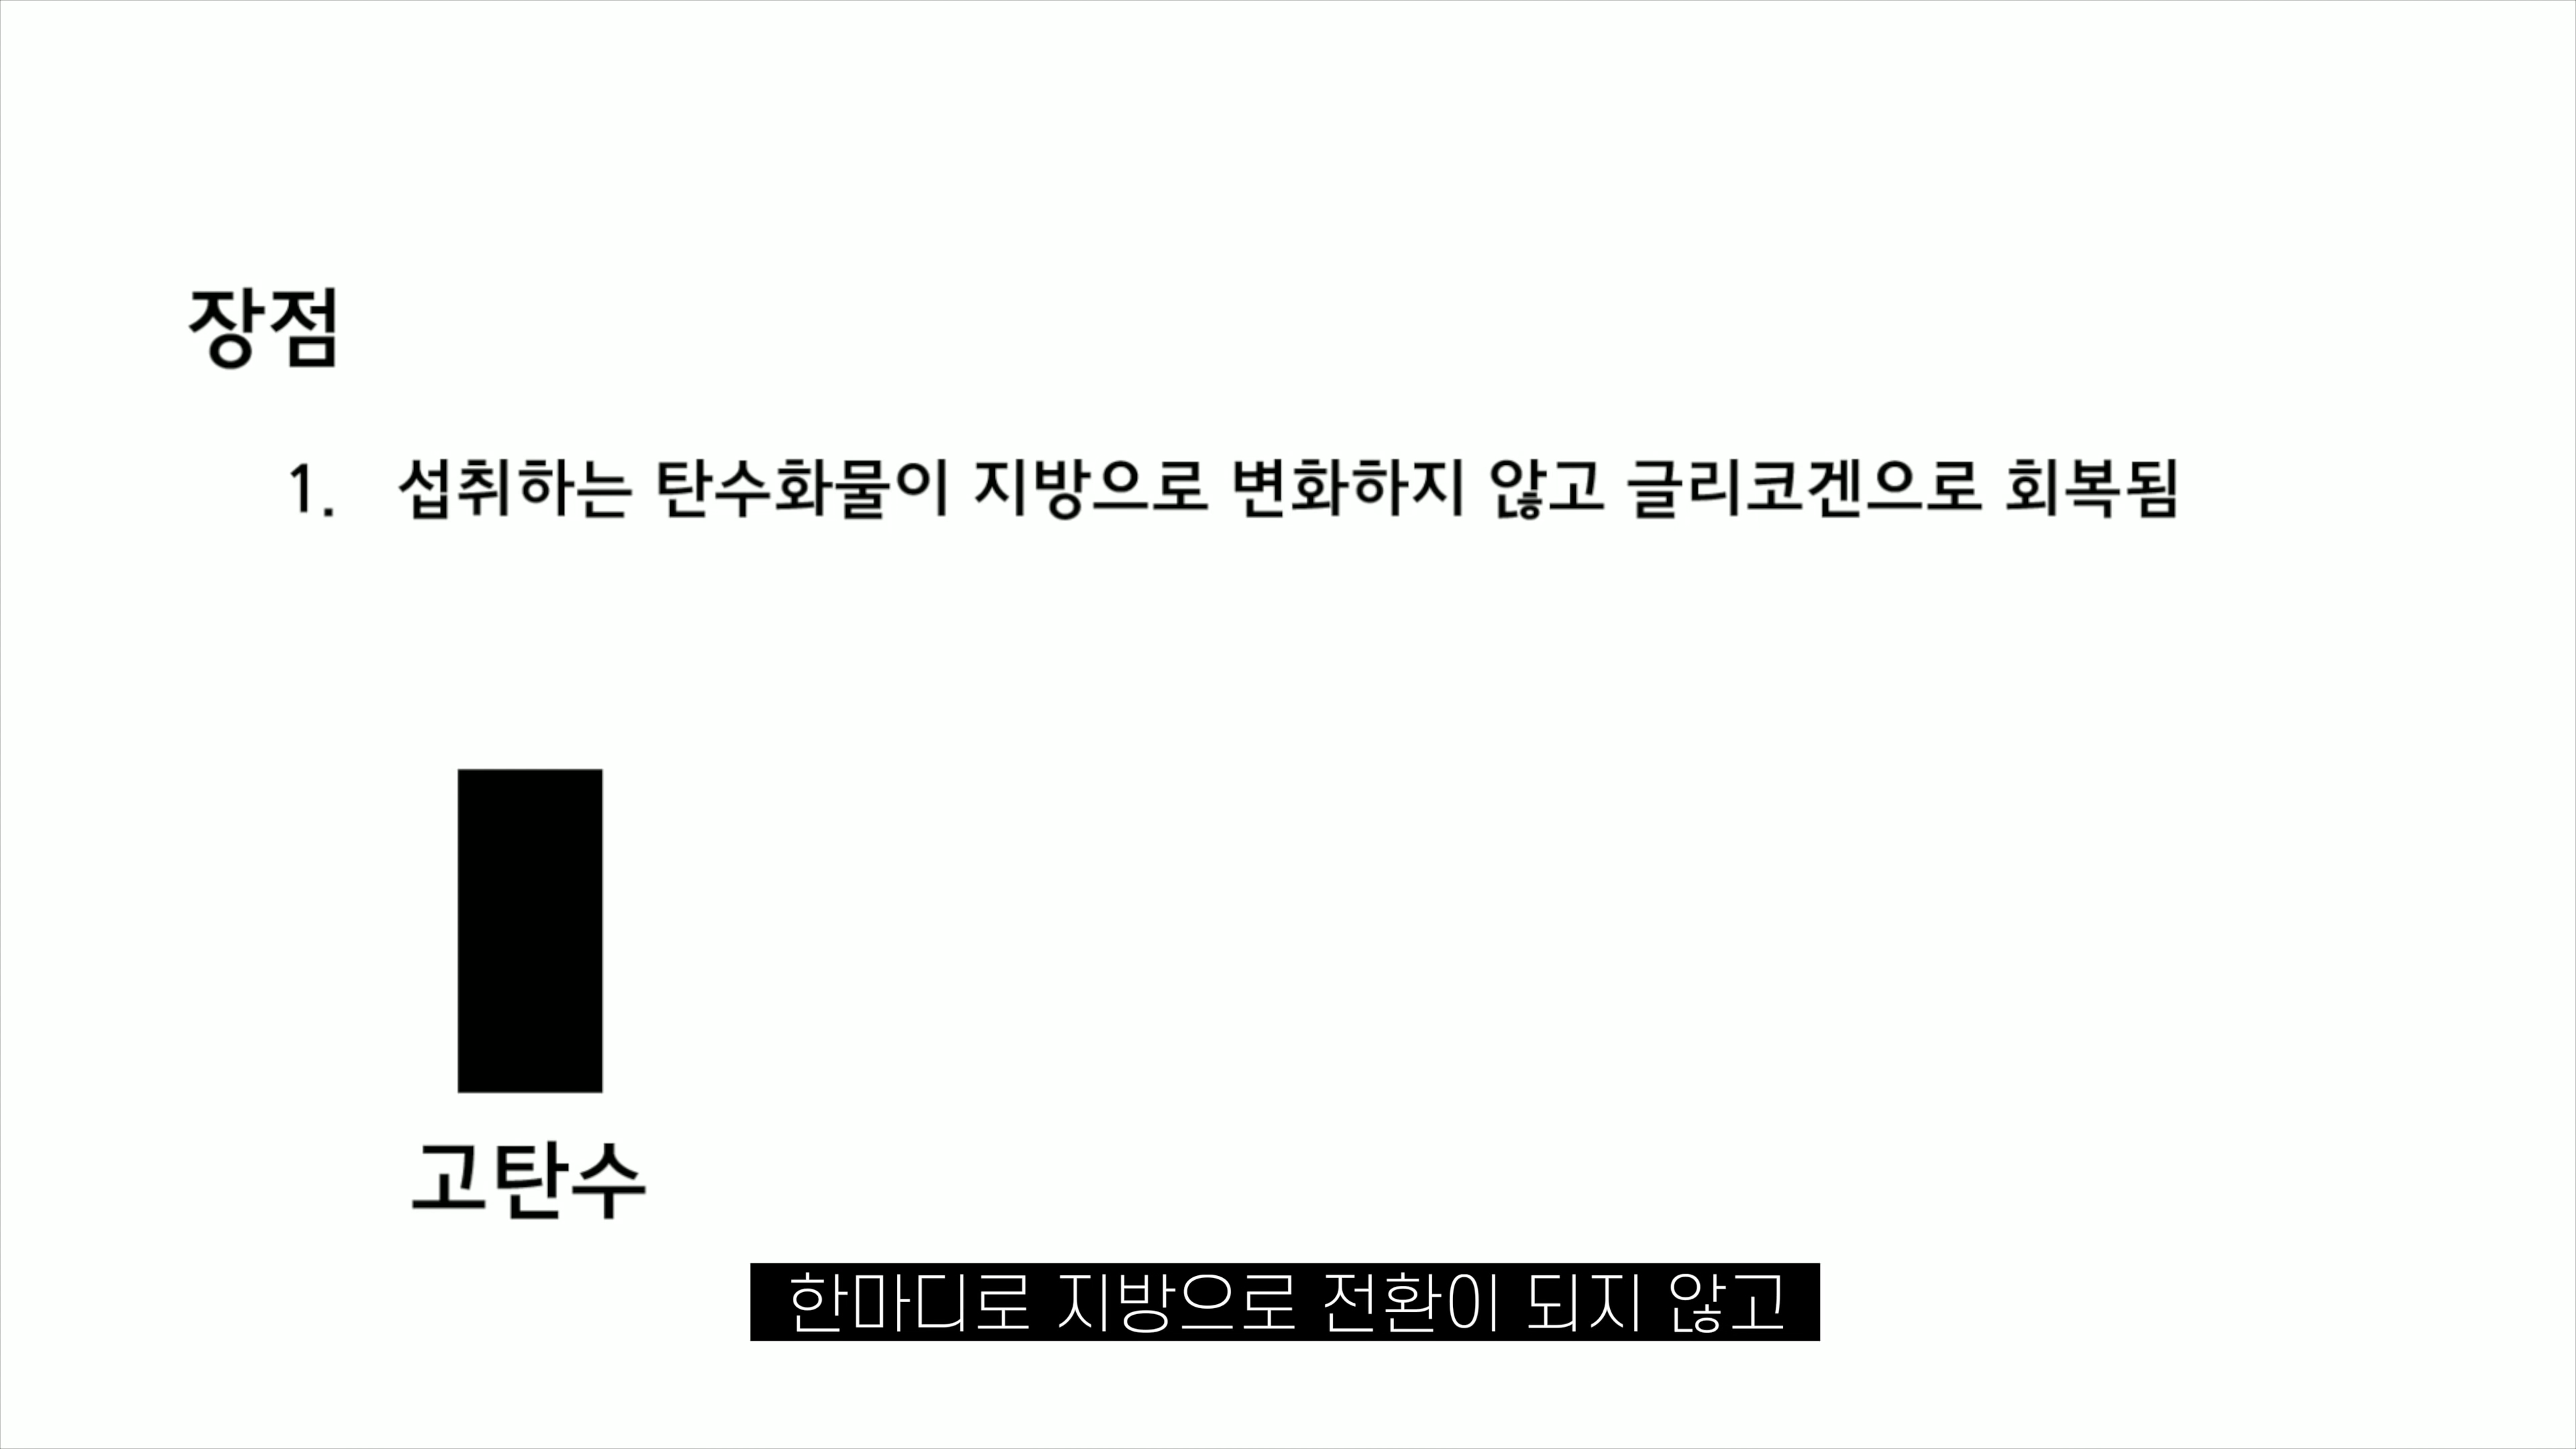 장점
1. 섭취하는 탄수화물이 지방으로 변화하지 않고 글리코겐으로 회복됨
고탄수
한마디로 지방으로 전환이 되지 않고